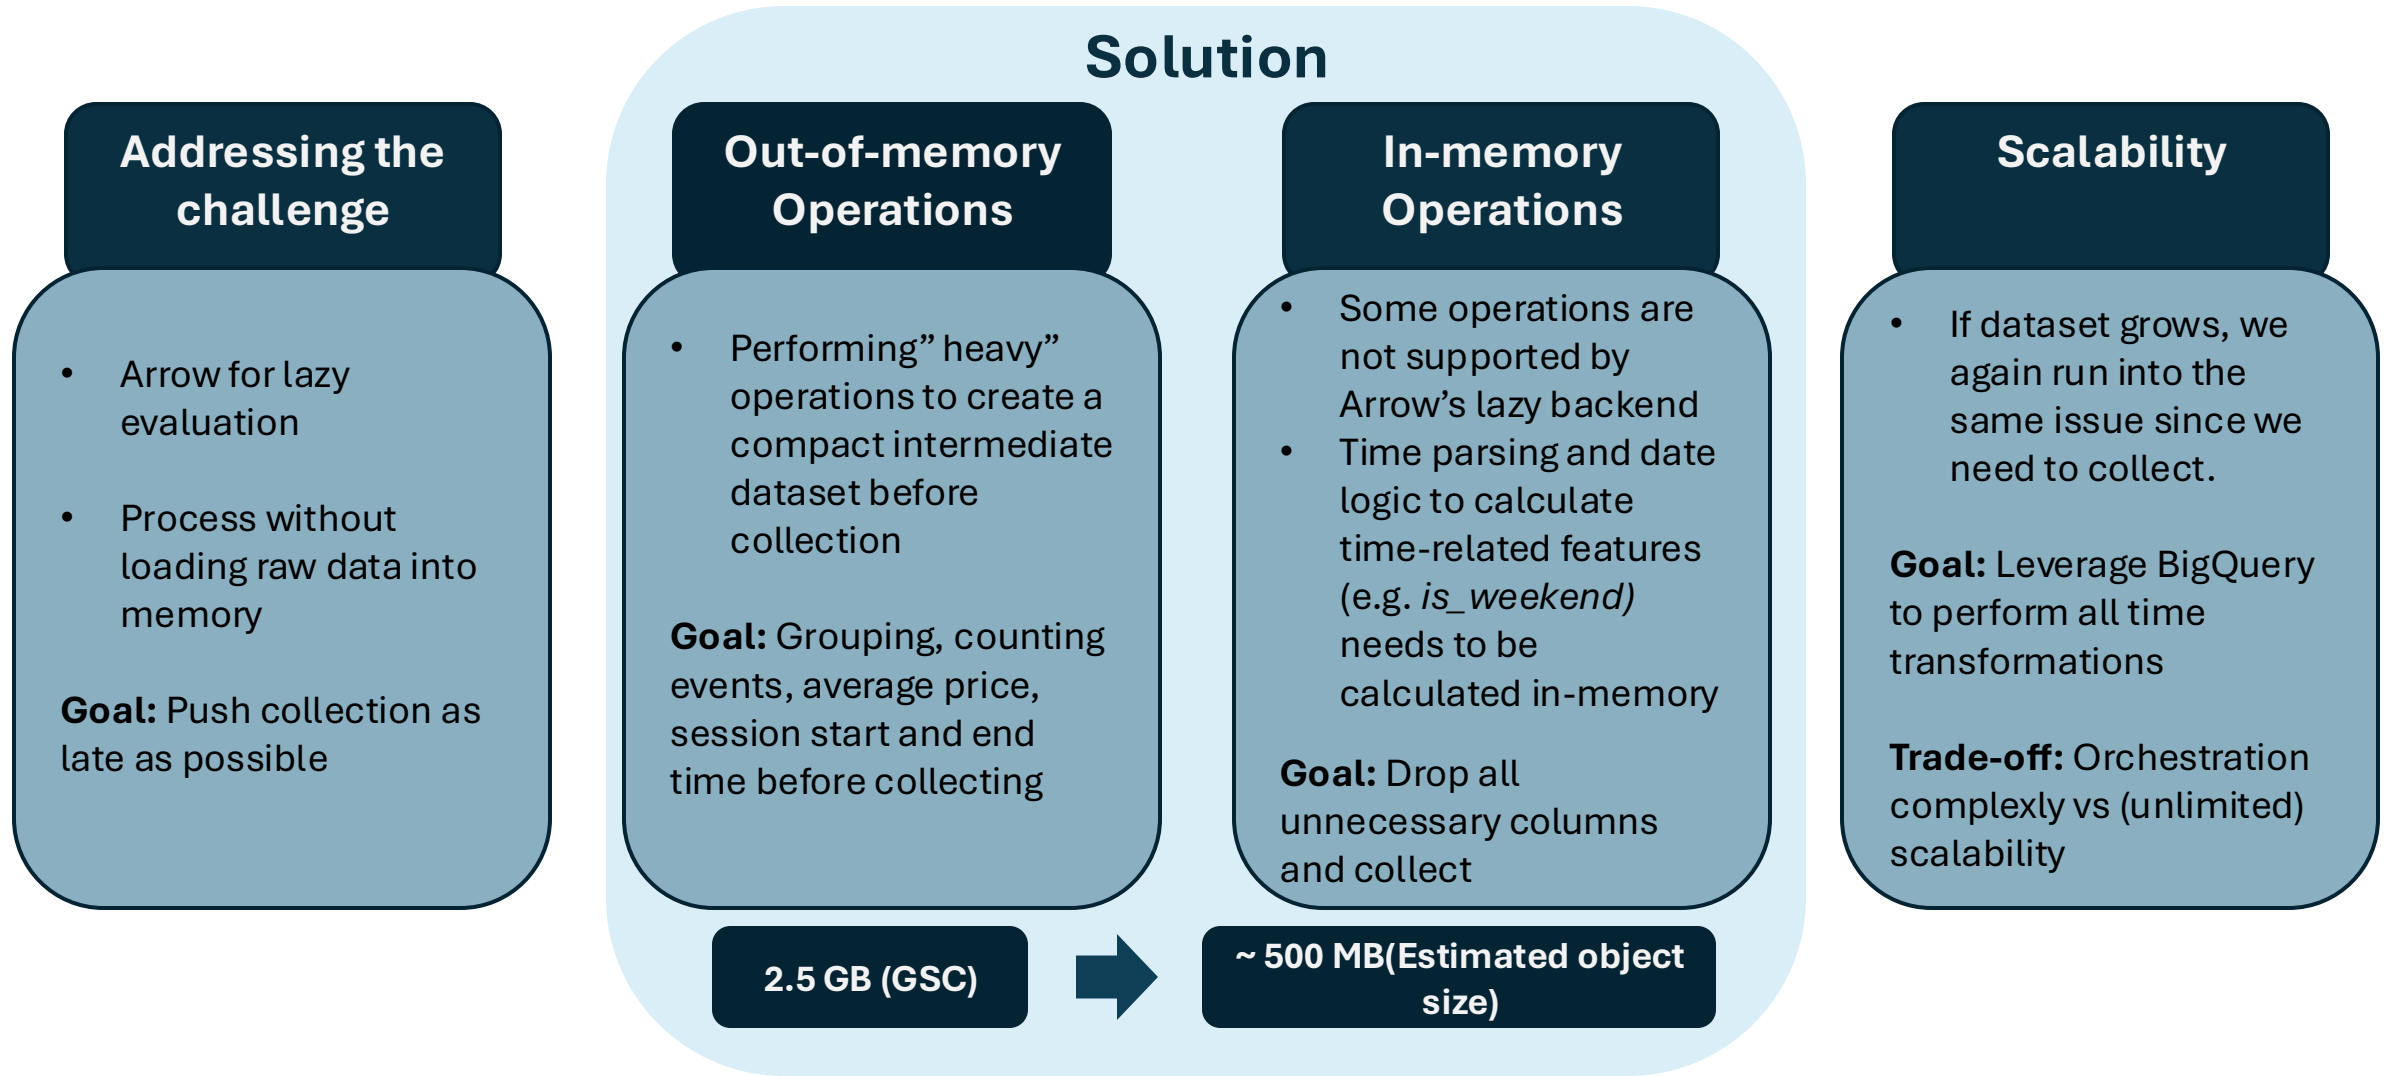 Solution
Addressing the
challenge
• Arrow for lazy
evaluation
• Process without
loading raw data into
memory
Goal: Push collection as
late as possible
Out-of-memory
Operations
• Performing” heavy”
operations to create a
compact intermediate
dataset before
collection
Goal: Grouping, counting
events, average price,
session start and end
time before collecting
In-memory
Operations
• Some operations are
not supported by
Arrow’s lazy backend
• Time parsing and date
logic to calculate
time-related features
(e.g. is_weekend)
needs to be
calculated in-memory
Goal: Drop all
unnecessary columns
and collect
2.5 GB (GSC)
~ 500 MB(Estimated object
size)
Scalability
• If dataset grows, we
again run into the
same issue since we
need to collect.
Goal: Leverage BigQuery
to perform all time
transformations
Trade-off: Orchestration
complexly vs (unlimited)
scalability